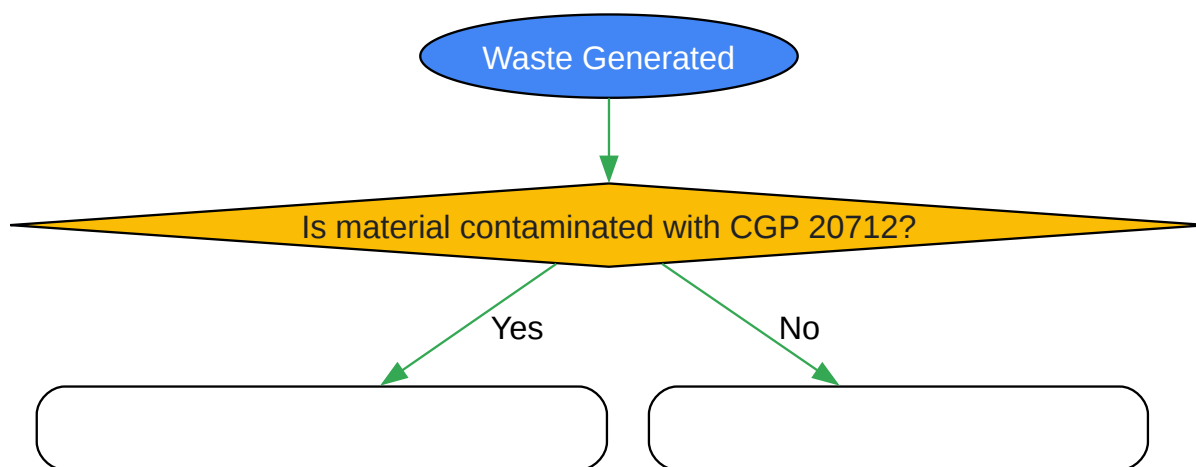 Waste Generated
Is material contaminated with CGP 20712?
Yes
No